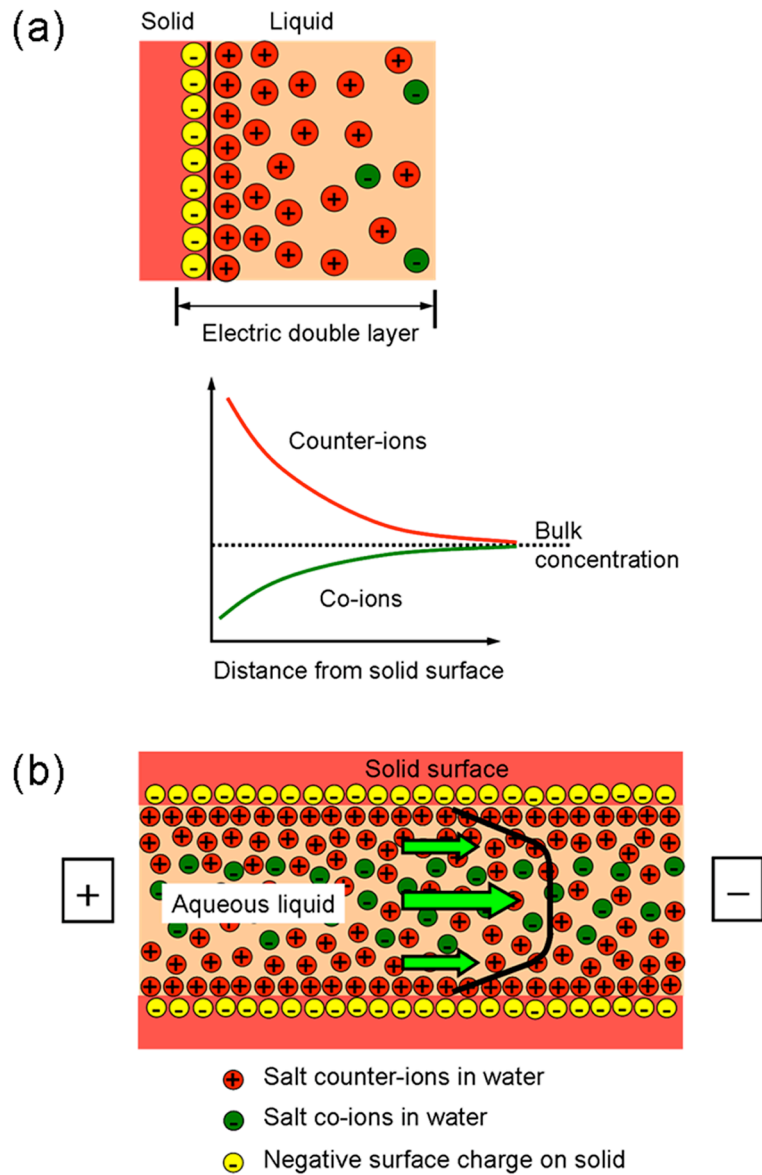 (a)
Solid Liquid
Electric double layer
Counter-ions
Bulk
concentration
Co-ions
Distance from solid surface
(b)
Solid surface
+
Aqueous liquid
−
Salt counter-ions in water
Salt co-ions in water
Negative surface charge on solid